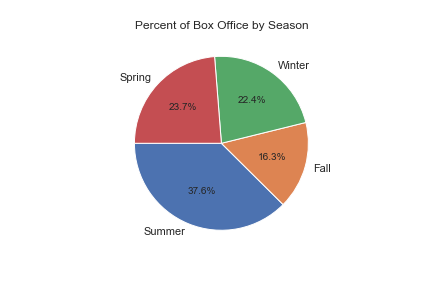 Percent of Box Office by Season
Winter
Spring
22.4%
23.7%
16.3%
Fall
37.6%
Summer